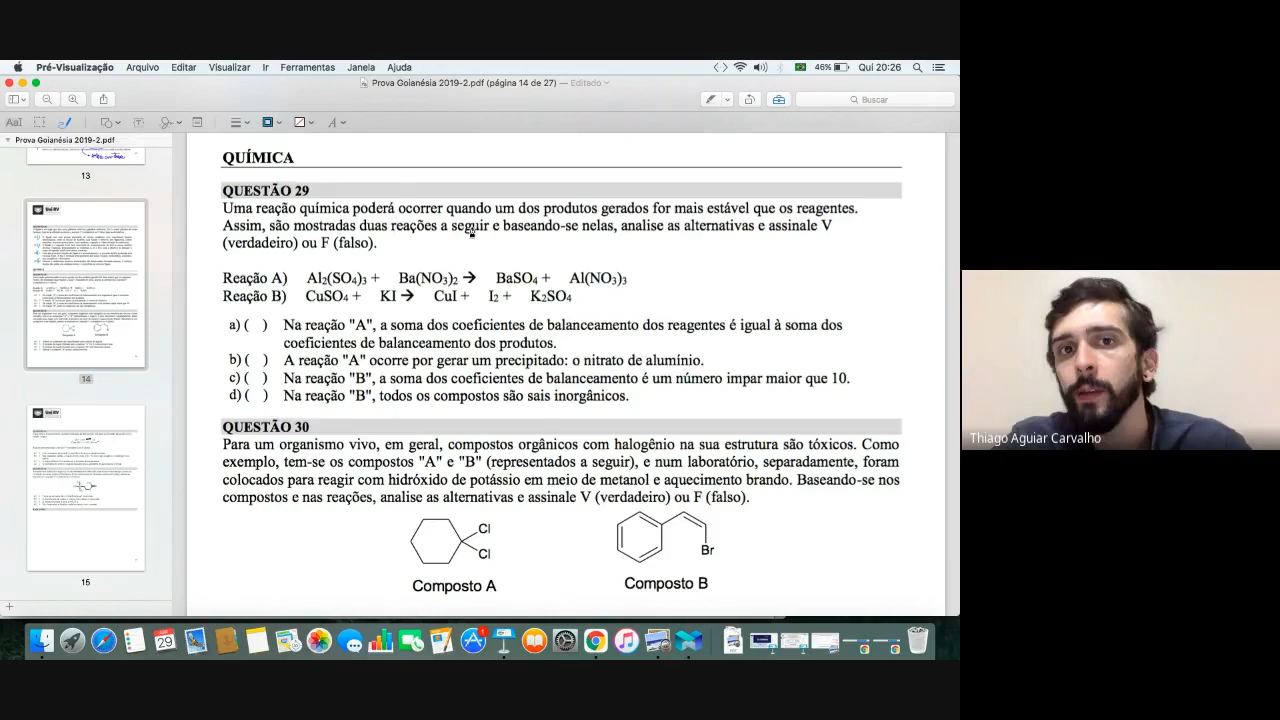 Pré-Visualização Arquivo Editar Visualizar Ir Ferramentas Janela Ajuda 46% Qui 20:26
Prova Goianésia 2019-2.pdf (página 14 de 27) — Editado
Buscar
Prova Goianésia 2019-2.pdf
13
14
15
QUÍMICA
QUESTÃO 29
Uma reação química poderá ocorrer quando um dos produtos gerados for mais estável que os reagentes.
Assim, são mostradas duas reações a seguir e baseando-se nelas, analise as alternativas e assinale V
(verdadeiro) ou F (falso).
Reação A) Al₂(SO₄)₃ + Ba(NO₃)₂ → BaSO₄ + Al(NO₃)₃
Reação B) CuSO₄ + KI → CuI + I₂ + K₂SO₄
a) ( ) Na reação "A", a soma dos coeficientes de balanceamento dos reagentes é igual à soma dos
coeficientes de balanceamento dos produtos.
b) ( ) A reação "A" ocorre por gerar um precipitado: o nitrato de alumínio.
c) ( ) Na reação "B", a soma dos coeficientes de balanceamento é um número impar maior que 10.
d) ( ) Na reação "B", todos os compostos são sais inorgânicos.
QUESTÃO 30
Para um organismo vivo, em geral, compostos orgânicos com halogênio na sua estrutura são tóxicos. Como
exemplo, temos os compostos "A" e "B" (apresentados a seguir), e num laboratório, separadamente, foram
colocados para reagir com hidróxido de potássio em meio de metanol e aquecimento brando. Baseando-se nos
compostos e nas reações, analise as alternativas e assinale V (verdadeiro) ou F (falso).
Cl
Cl
Br
Composto A
Composto B
Thiago Aguiar Carvalho